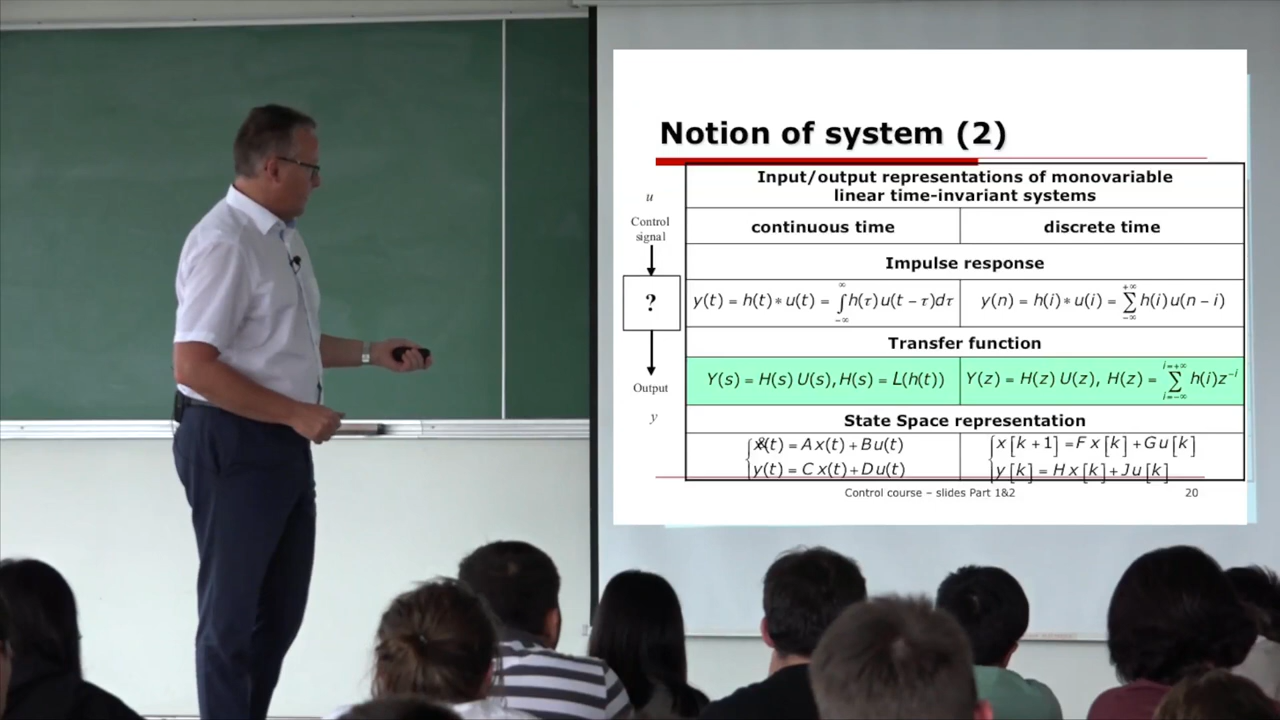 Notion of system (2)
Input/output representations of monovariable
linear time-invariant systems
continuous time
discrete time
Impulse response
y(t) = h(t) * u(t) = ∫_{-∞}^{∞} h(τ)u(t − τ)dτ
y(n) = h(i) * u(i) = ∑_{-∞}^{+∞} h(i)u(n − i)
Transfer function
Y(s) = H(s) U(s), H(s) = L(h(t))
Y(z) = H(z) U(z), H(z) = ∑_{i=-∞}^{i=+∞} h(i)z^{-i}
State Space representation
x&(t) = A x(t) + B u(t)
y(t) = C x(t) + D u(t)
x[k + 1] = F x[k] + G u[k]
y[k] = H x[k] + J u[k]
u
Control
signal
?
Output
y
Control course – slides Part 1&2
20